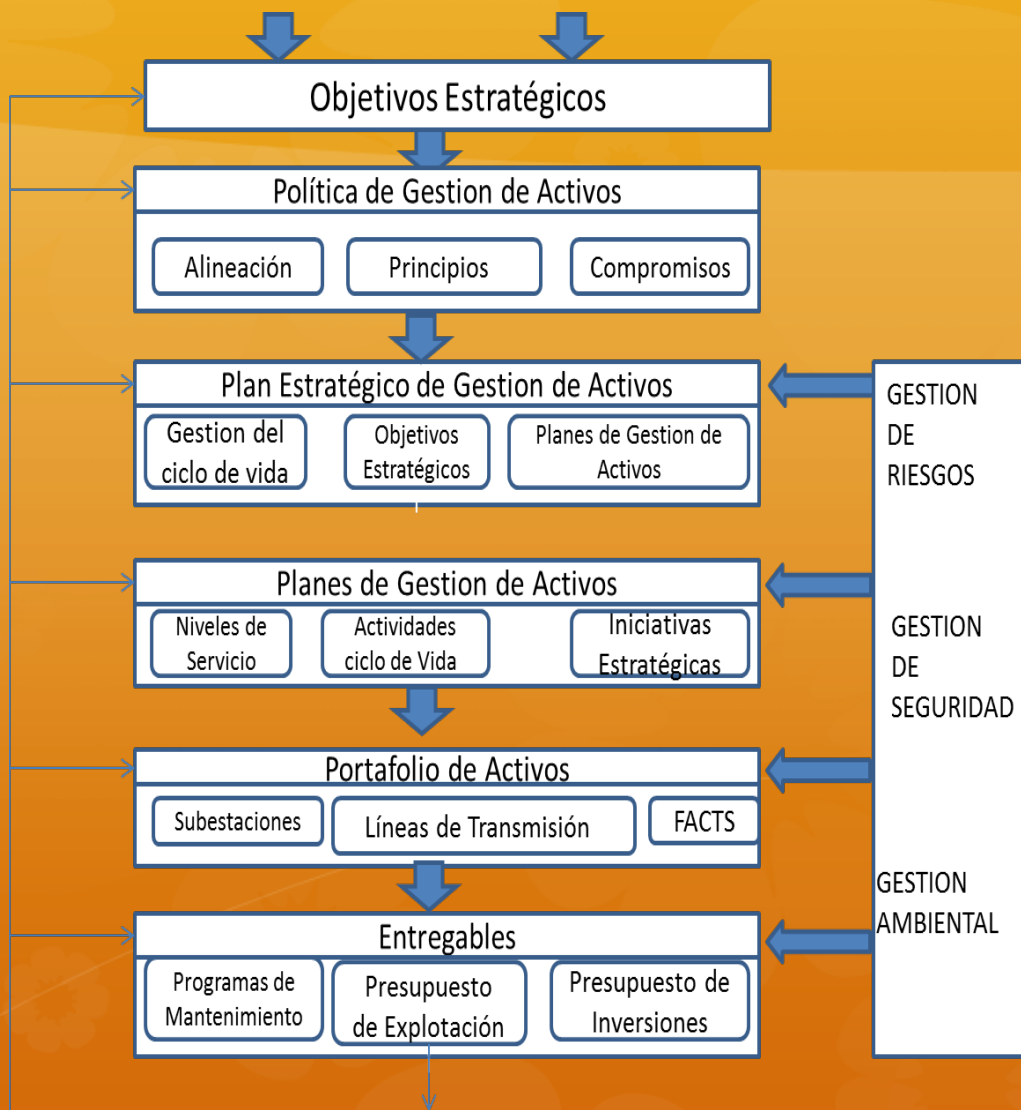 Objetivos Estratégicos
Política de Gestion de Activos
Alineación
Principios
Compromisos
Plan Estratégico de Gestion de Activos
Gestion del
ciclo de vida
Objetivos
Estratégicos
Planes de Gestion de
Activos
Planes de Gestion de Activos
Niveles de
Servicio
Actividades
ciclo de Vida
Iniciativas
Estratégicas
Portafolio de Activos
Subestaciones
Líneas de Transmisión
FACTS
Entregables
Programas de
Mantenimiento
Presupuesto
de Explotación
Presupuesto de
Inversiones
GESTION
DE
RIESGOS
GESTION
DE
SEGURIDAD
GESTION
AMBIENTAL